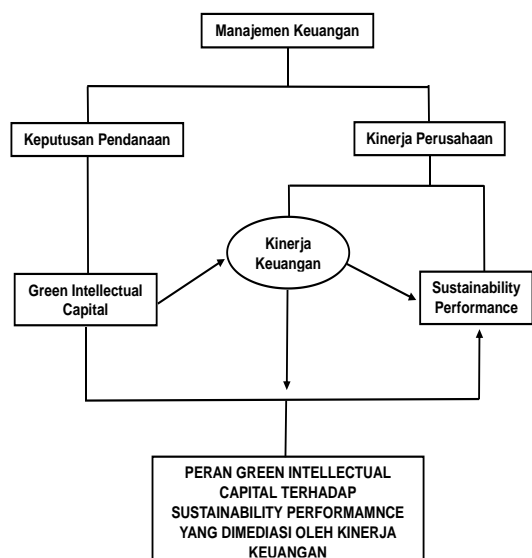 Manajemen Keuangan
Keputusan Pendanaan
Kinerja Perusahaan
Kinerja
Keuangan
Green Intellectual
Capital
Sustainability
Performance
PERAN GREEN INTELLECTUAL
CAPITAL TERHADAP
SUSTAINABILITY PERFORMAMNCE
YANG DIMEDIASI OLEH KINERJA
KEUANGAN